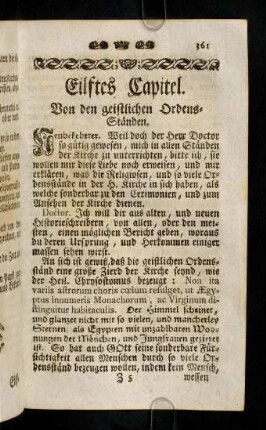 361
Eilftes Capitel.
Von den geistlichen Ordens-
Ständen.
Neubekehrter. Weil doch der Herr Doctor
so gütig gewesen, mich in allen Ständen
der Kirche zu unterrichten, bitte ich, sie
wollen mir diese Liebe noch erweisen, und mir
erklären, was die Religiosen, und so viele Or-
densstände in der H. Kirche in sich haben, als
welche sonderbar zu den Ceremonien, und zum
Ansehen der Kirche dienen.
Doctor. Ich will dir aus alten, und neuen
Historienschreibern, von allen, oder den mei-
sten, einen möglichen Bericht geben, woraus
du deren Ursprung, und Herkommen einiger
massen sehen wirst.
An sich ist gewiß, daß die geistlichen Ordens-
ständ eine große Zierd der Kirche seynd, wie
der Heil. Chrysostomus bezeugt: Non ita
variis astrorum choris cœlum refulget, ut Ægy-
ptus innumeris Monachorum, ac Virginum di-
stinguitur habitaculis. Der Himmel scheinet,
und glanzet nicht mit so vielen, und mancherley
Sternen als Egypten mit unzahlbaren Woh-
nungen der Mönchen, und Jungfrauen gezieret
ist. So hat auch GOtt seine sonderbare Für-
sichtigkeit allen Menschen durch so viele Or-
densständ bezeugen wollen, indem kein Mensch,
Z 5 wessen